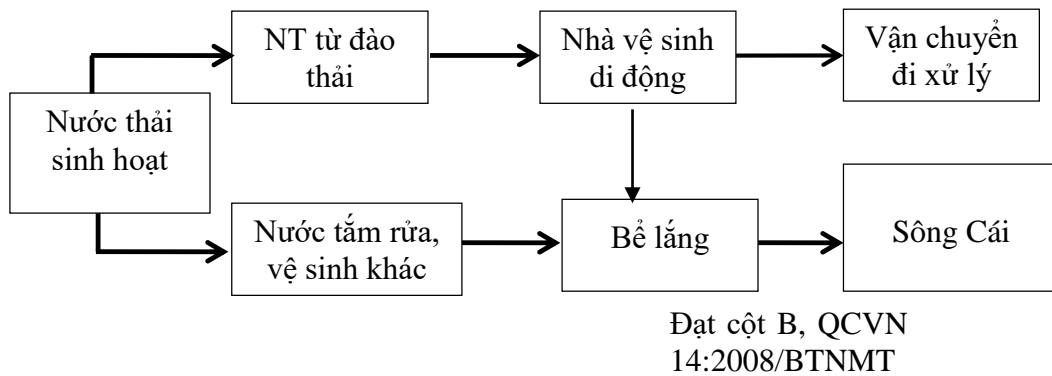 NT từ đào
thải
Nhà vệ sinh
di động
Vận chuyển
đi xử lý
Nước thải
sinh hoạt
Nước tắm rửa,
vệ sinh khác
Bể lắng
Sông Cái
Đạt cột B, QCVN
14:2008/BTNMT